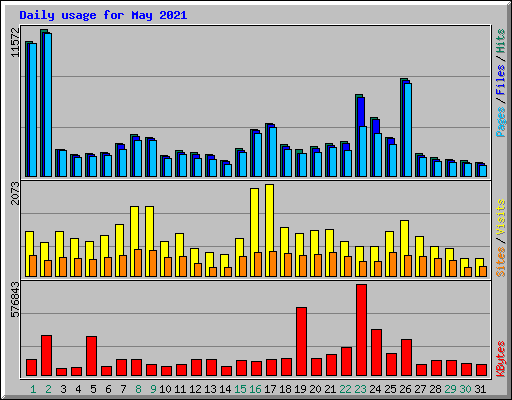 Daily usage for May 2021
11572
Pages / Files / Hits
2073
Sites / Visits
576843
KBytes
1 2 3 4 5 6 7 8 9 10 11 12 13 14 15 16 17 18 19 20 21 22 23 24 25 26 27 28 29 30 31